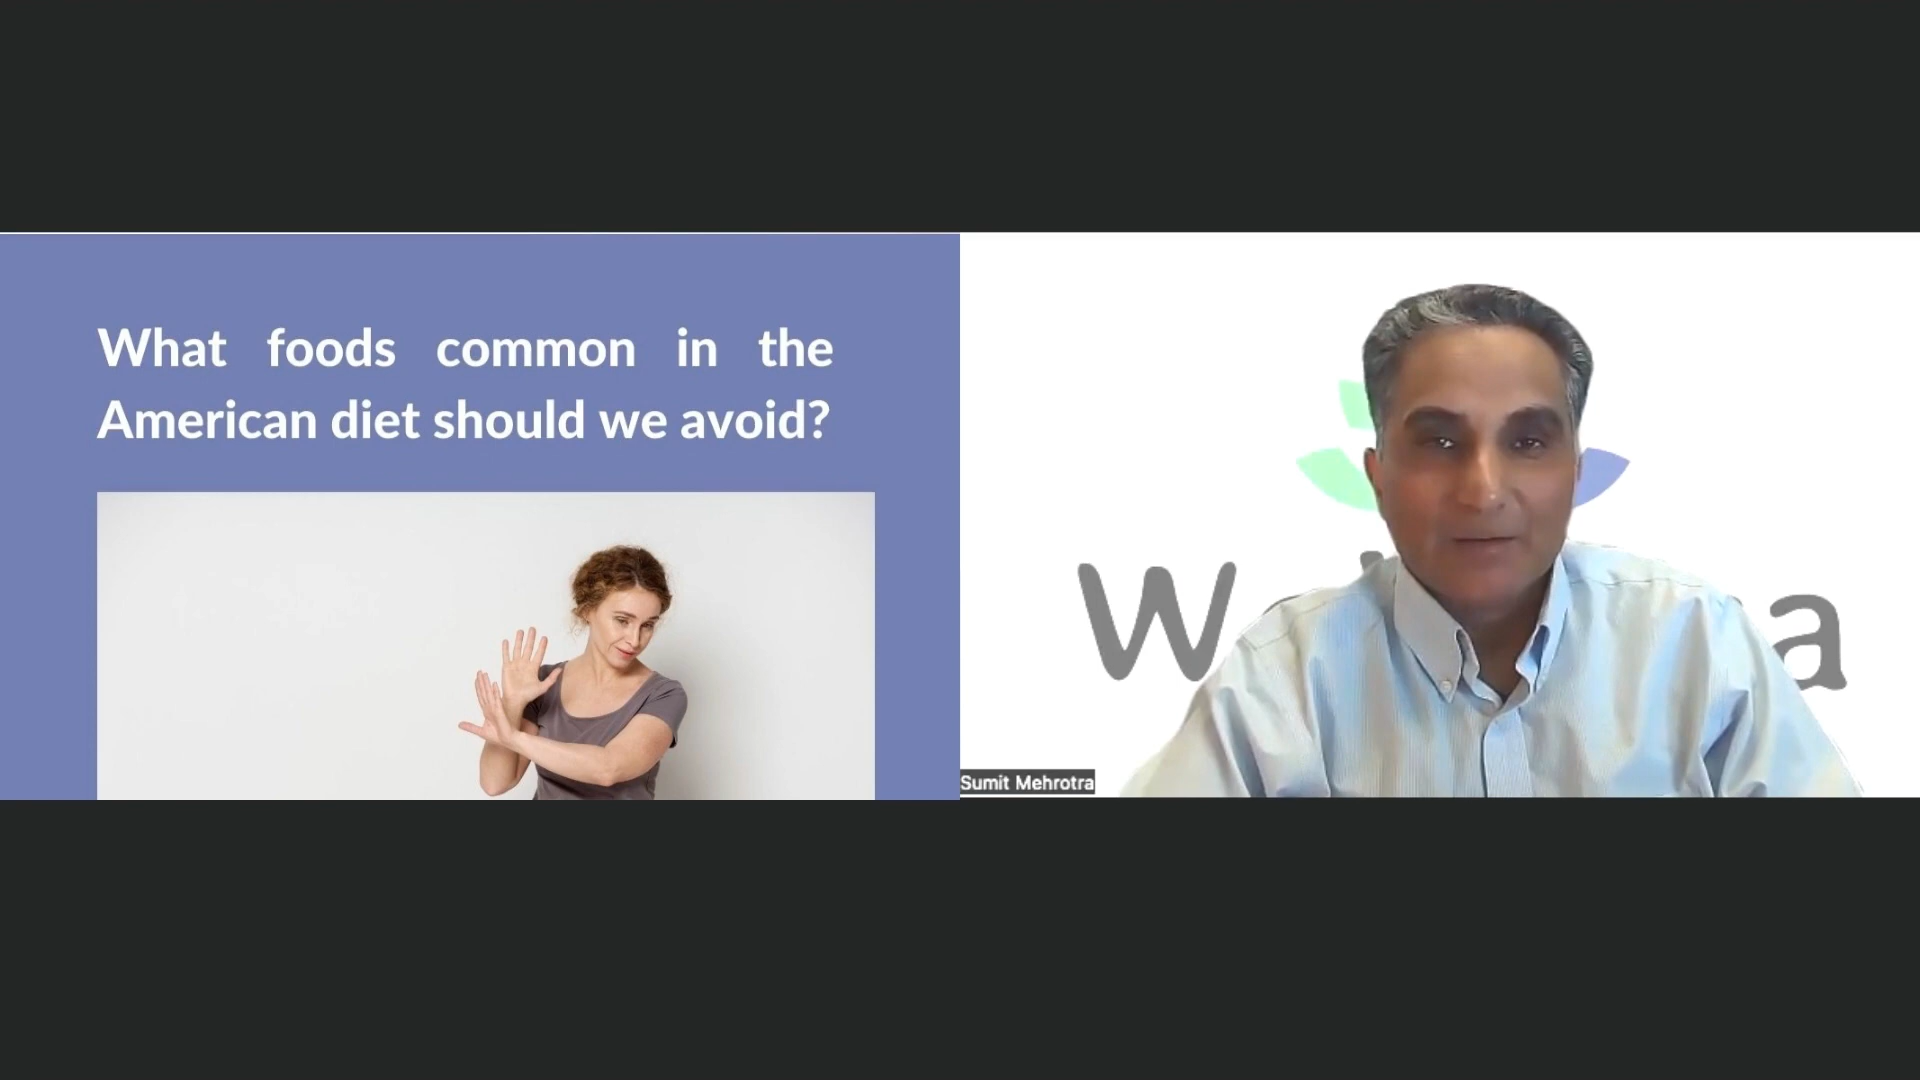 What foods common in the
American diet should we avoid?
Sumit Mehrotra